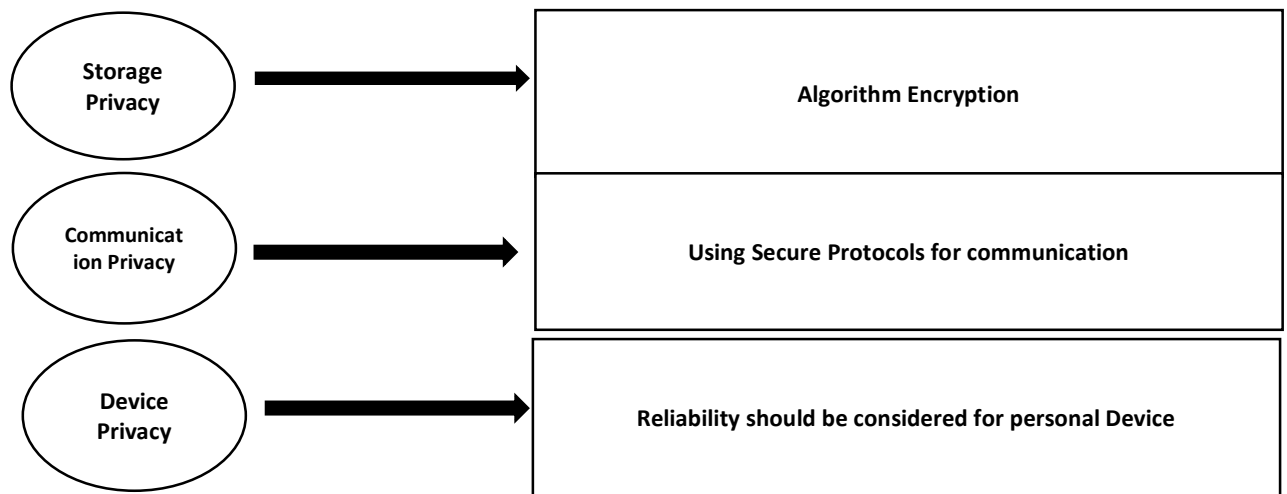 Storage
Privacy
Algorithm Encryption
Communicat
ion Privacy
Using Secure Protocols for communication
Device
Privacy
Reliability should be considered for personal Device